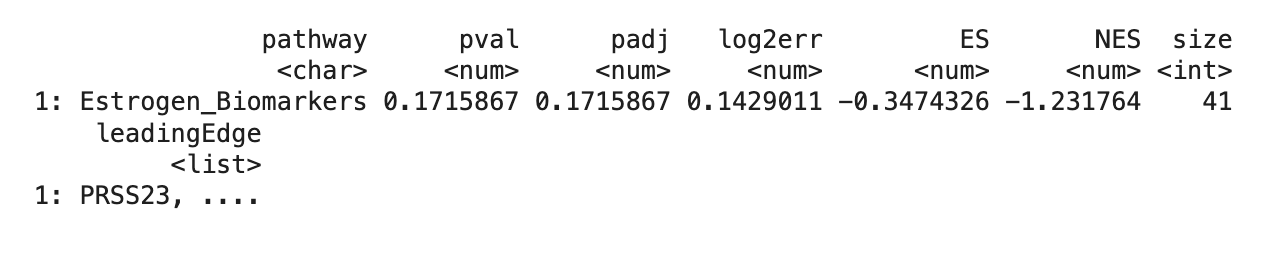 pathway pval padj log2err ES NES size
<char> <num> <num> <num> <num> <num> <int>
1: Estrogen_Biomarkers 0.1715867 0.1715867 0.1429011 -0.3474326 -1.231764 41
leadingEdge
<list>
1: PRSS23, ....